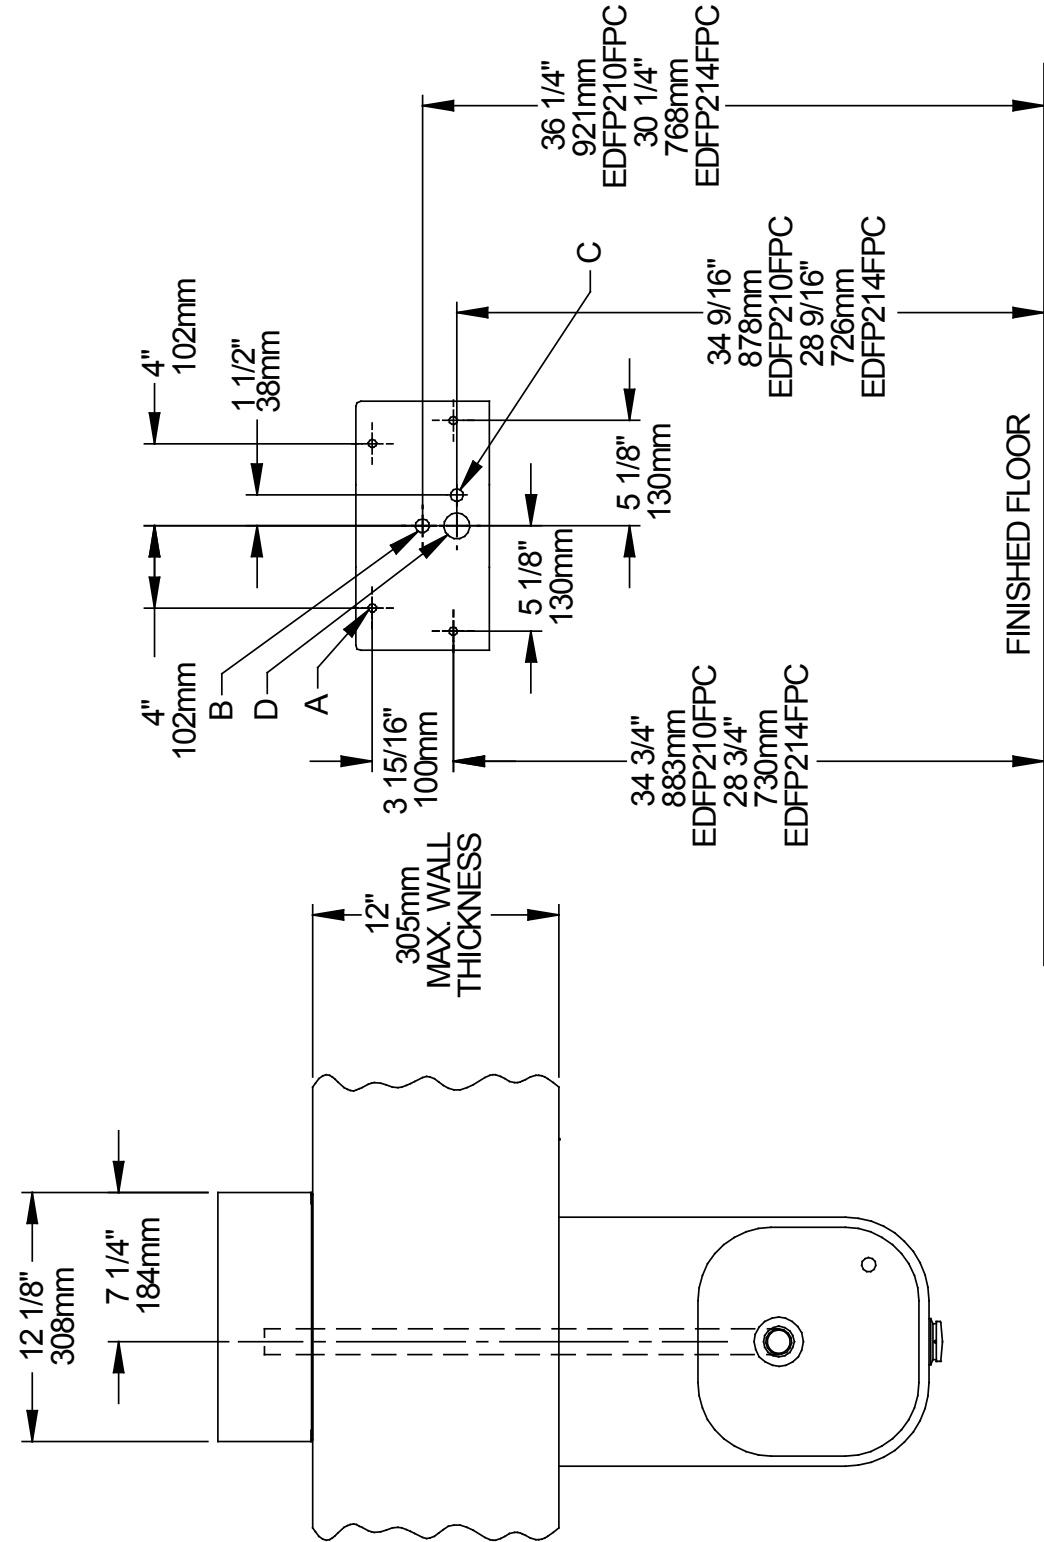 12 1/8"
308mm
7 1/4"
184mm
12"
305mm
MAX. WALL
THICKNESS
4"
102mm
B
D
A
3 15/16"
100mm
4"
102mm
1 1/2"
38mm
C
5 1/8"
130mm
5 1/8"
130mm
34 3/4"
883mm
EDFP210FPC
28 3/4"
730mm
EDFP214FPC
34 9/16"
878mm
EDFP210FPC
28 9/16"
726mm
EDFP214FPC
36 1/4"
921mm
EDFP210FPC
30 1/4"
768mm
EDFP214FPC
FINISHED FLOOR